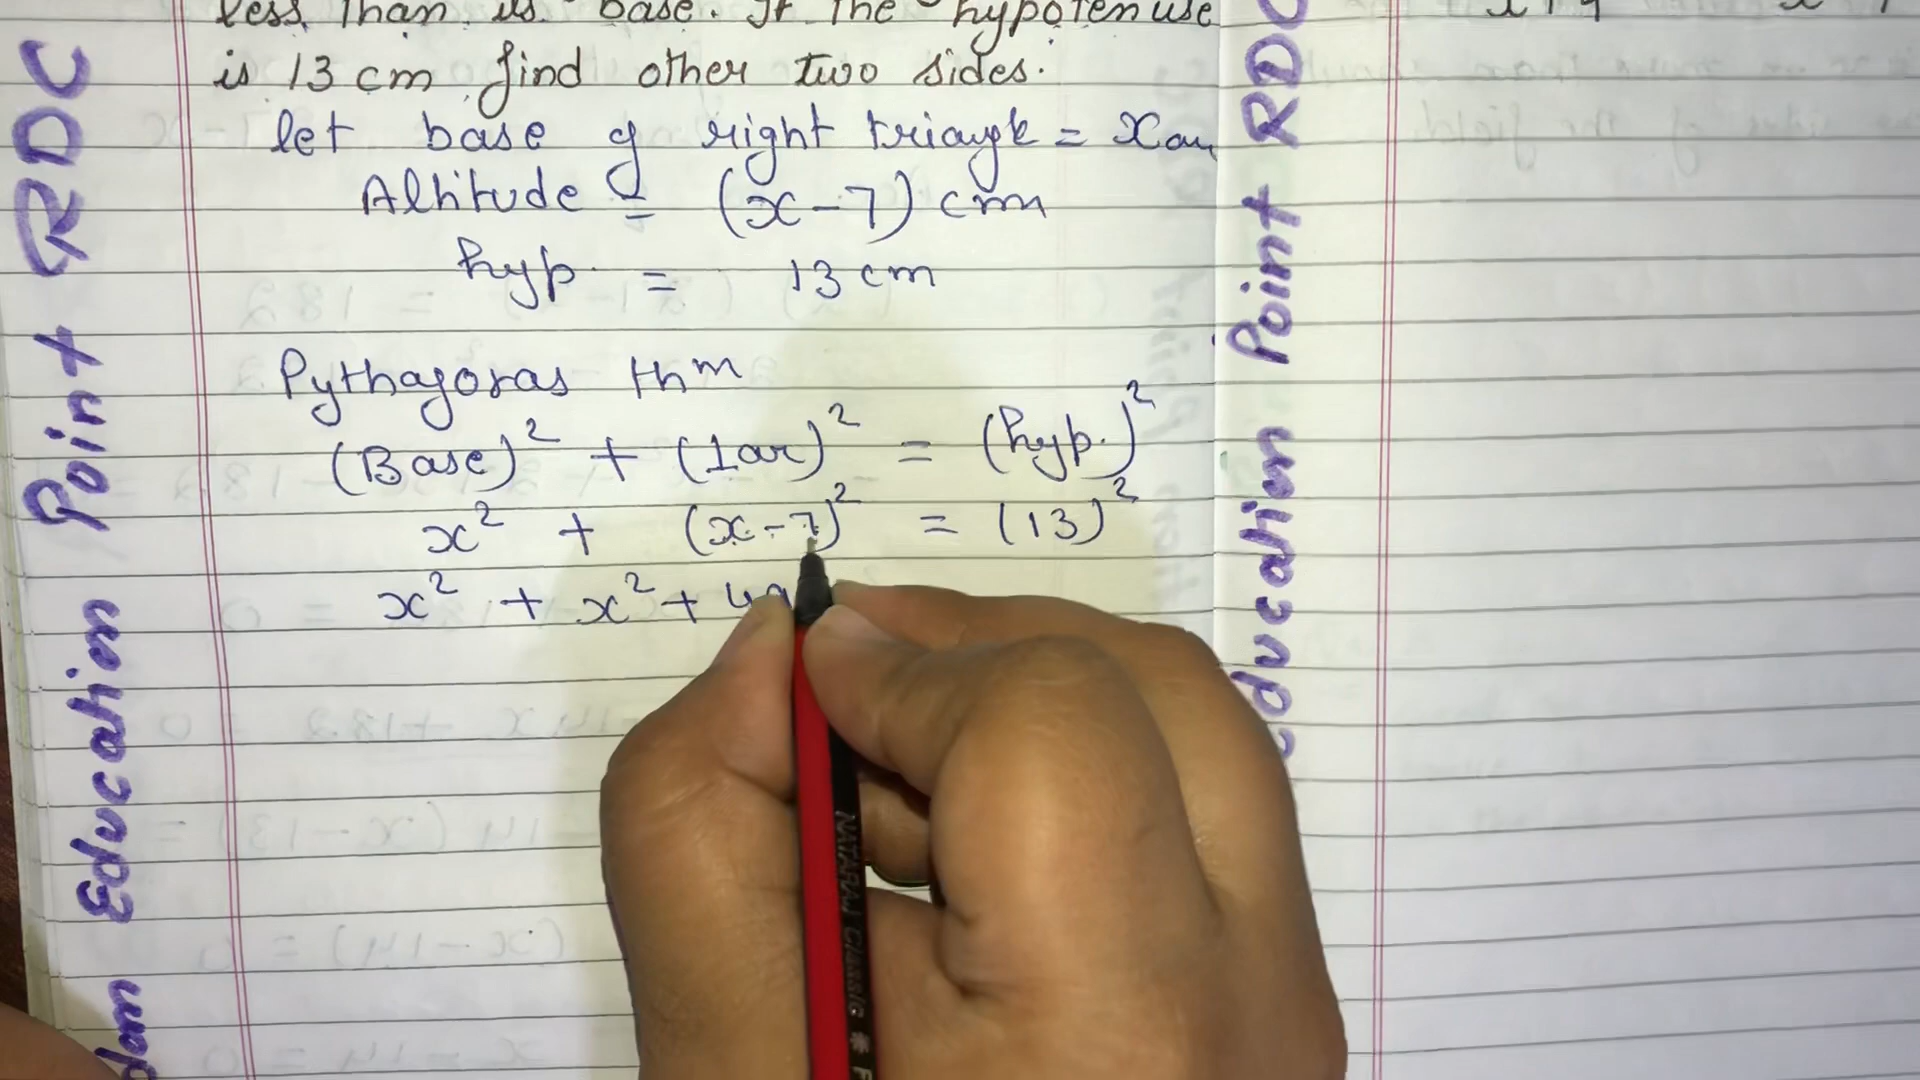 less than its base. If the hypotenuse
is 13 cm find other two sides.
let base of right triangle = x cm
Altitude = (x-7) cm
hyp. = 13 cm
Pythagoras thm
(Base)² + (lar)² = (hyp.)²
x² + (x-7)² = (13)²
x² + x² + 49
RDC
Point
Education
RDC
Point
Education
NATARAJ CLASSIC